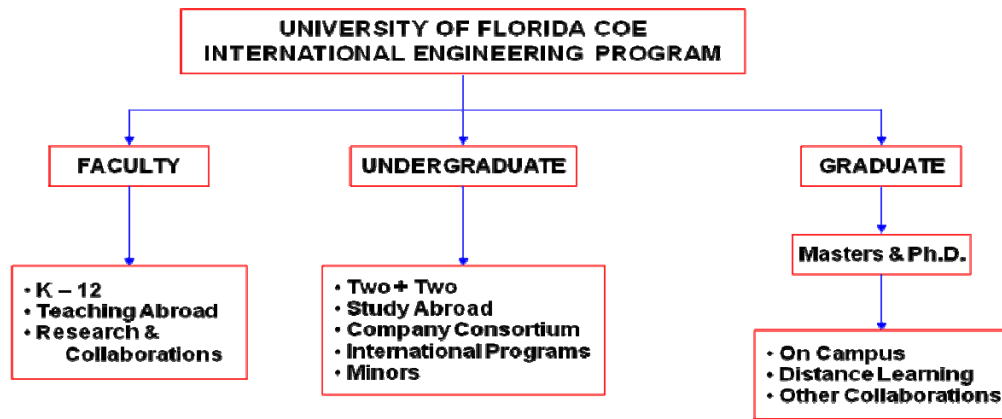 UNIVERSITY OF FLORIDA COE
INTERNATIONAL ENGINEERING PROGRAM
FACULTY
UNDERGRADUATE
GRADUATE
Masters & Ph.D.
• K – 12
• Teaching Abroad
• Research &
Collaborations
• Two + Two
• Study Abroad
• Company Consortium
• International Programs
• Minors
• On Campus
• Distance Learning
• Other Collaborations